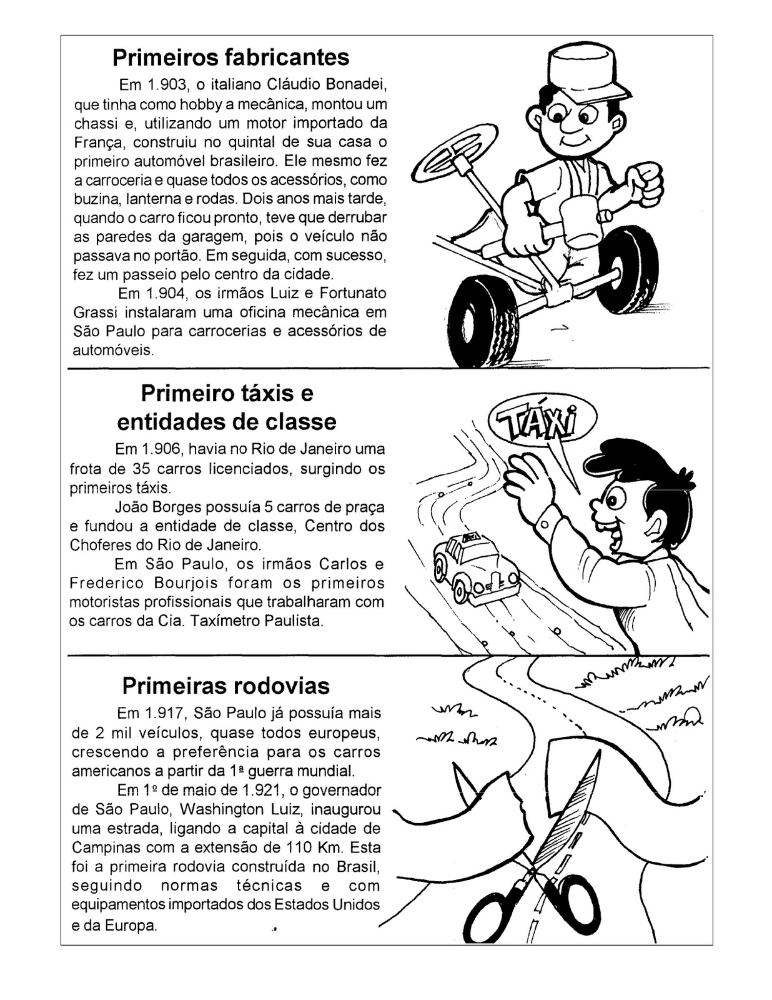 Primeiros fabricantes
Em 1.903, o italiano Cláudio Bonadei,
que tinha como hobby a mecânica, montou um
chassi e, utilizando um motor importado da
França, construiu no quintal de sua casa o
primeiro automóvel brasileiro. Ele mesmo fez
a carroceria e quase todos os acessórios, como
buzina, lanterna e rodas. Dois anos mais tarde,
quando o carro ficou pronto, teve que derrubar
as paredes da garagem, pois o veículo não
passava no portão. Em seguida, com sucesso,
fez um passeio pelo centro da cidade.
Em 1.904, os irmãos Luiz e Fortunato
Grassi instalaram uma oficina mecânica em
São Paulo para carrocerias e acessórios de
automóveis.
Primeiro táxis e
entidades de classe
Em 1.906, havia no Rio de Janeiro uma
frota de 35 carros licenciados, surgindo os
primeiros táxis.
João Borges possuía 5 carros de praça
e fundou a entidade de classe, Centro dos
Choferes do Rio de Janeiro.
Em São Paulo, os irmãos Carlos e
Frederico Bourjois foram os primeiros
motoristas profissionais que trabalharam com
os carros da Cia. Taxímetro Paulista.
TÁXi
TAXI
Primeiras rodovias
Em 1.917, São Paulo já possuía mais
de 2 mil veículos, quase todos europeus,
crescendo a preferência para os carros
americanos a partir da 1ª guerra mundial.
Em 1º de maio de 1.921, o governador
de São Paulo, Washington Luiz, inaugurou
uma estrada, ligando a capital à cidade de
Campinas com a extensão de 110 Km. Esta
foi a primeira rodovia construída no Brasil,
seguindo normas técnicas e com
equipamentos importados dos Estados Unidos
e da Europa.